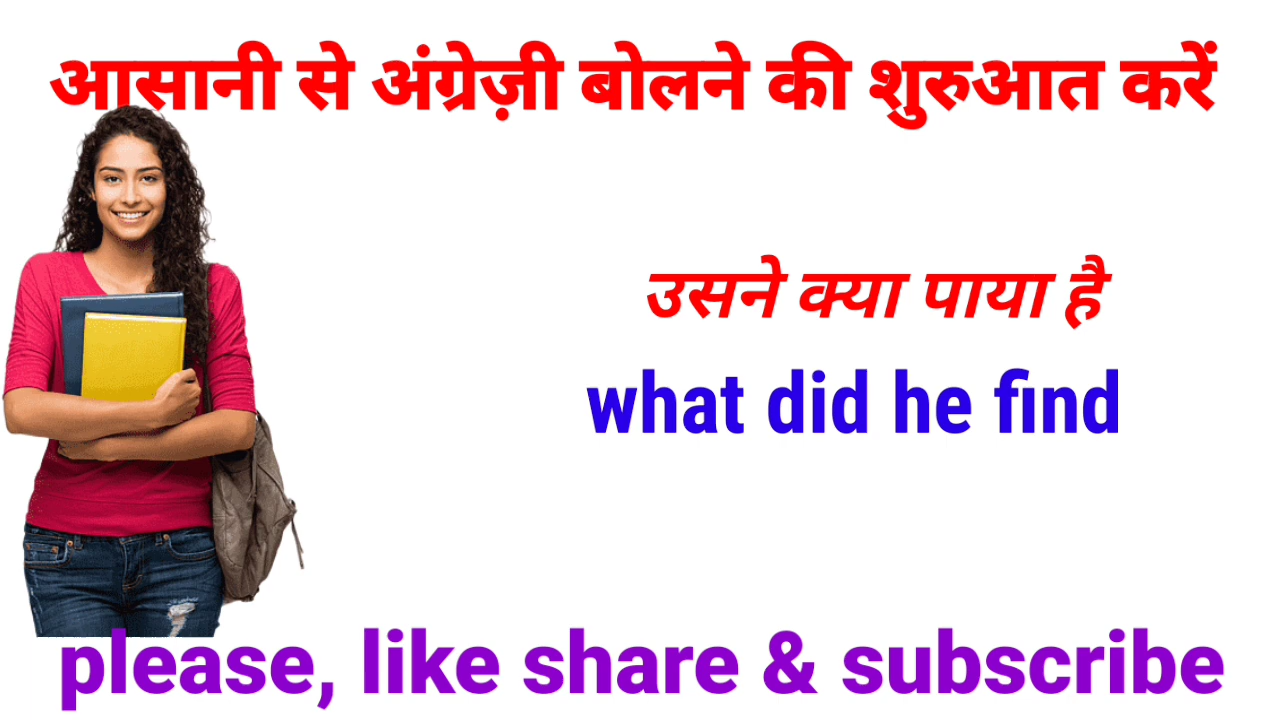 आसानी से अंग्रेज़ी बोलने की शुरुआत करें
उसने क्या पाया है
what did he find
please, like share & subscribe